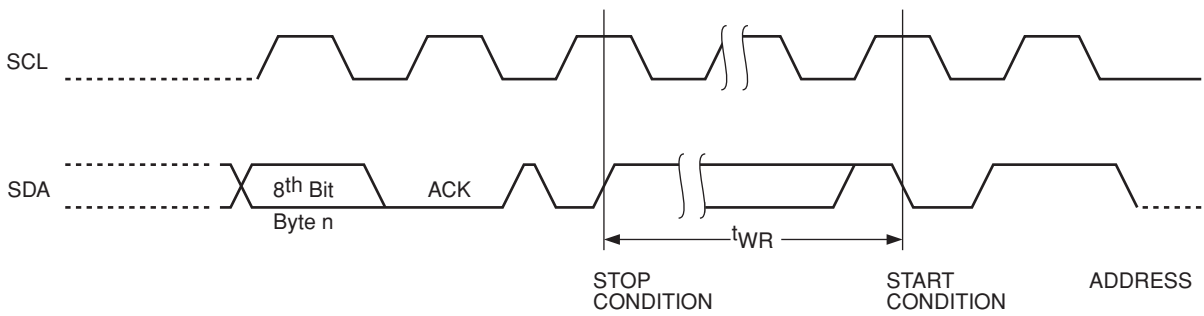 SCL
SDA
8th Bit
ACK
Byte n
tWR
STOP
CONDITION
START
CONDITION
ADDRESS